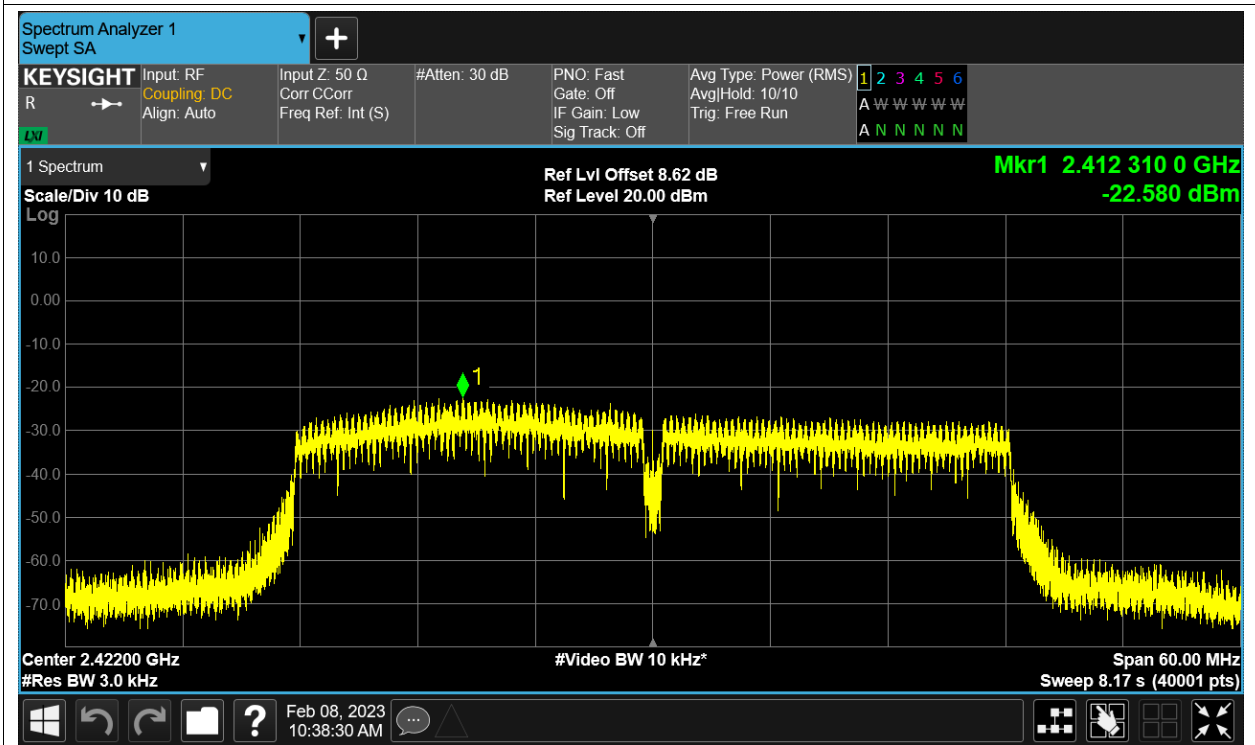 Spectrum Analyzer 1
Swept SA
KEYSIGHT
R
LXI
Input: RF
Coupling: DC
Align: Auto
Input Z: 50 Ω
Corr CCorr
Freq Ref: Int (S)
#Atten: 30 dB
PNO: Fast
Gate: Off
IF Gain: Low
Sig Track: Off
Avg Type: Power (RMS)
Avg|Hold: 10/10
Trig: Free Run
1 2 3 4 5 6
A W W W W W
A N N N N N
1 Spectrum
Scale/Div 10 dB
Log
Ref Lvl Offset 8.62 dB
Ref Level 20.00 dBm
Mkr1 2.412 310 0 GHz
-22.580 dBm
10.0
0.00
-10.0
-20.0
-30.0
-40.0
-50.0
-60.0
-70.0
1
Center 2.42200 GHz
#Res BW 3.0 kHz
#Video BW 10 kHz*
Span 60.00 MHz
Sweep 8.17 s (40001 pts)
?
Feb 08, 2023
10:38:30 AM